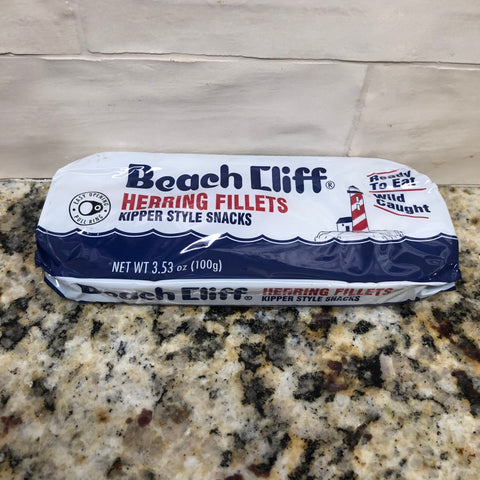 Beach Cliff®
HERRING FILLETS
KIPPER STYLE SNACKS
EASY OPENING
PULL RING
Ready
To Eat
Wild
Caught
NET WT 3.53 oz (100g)
Beach Cliff®
HERRING FILLETS
KIPPER STYLE SNACKS